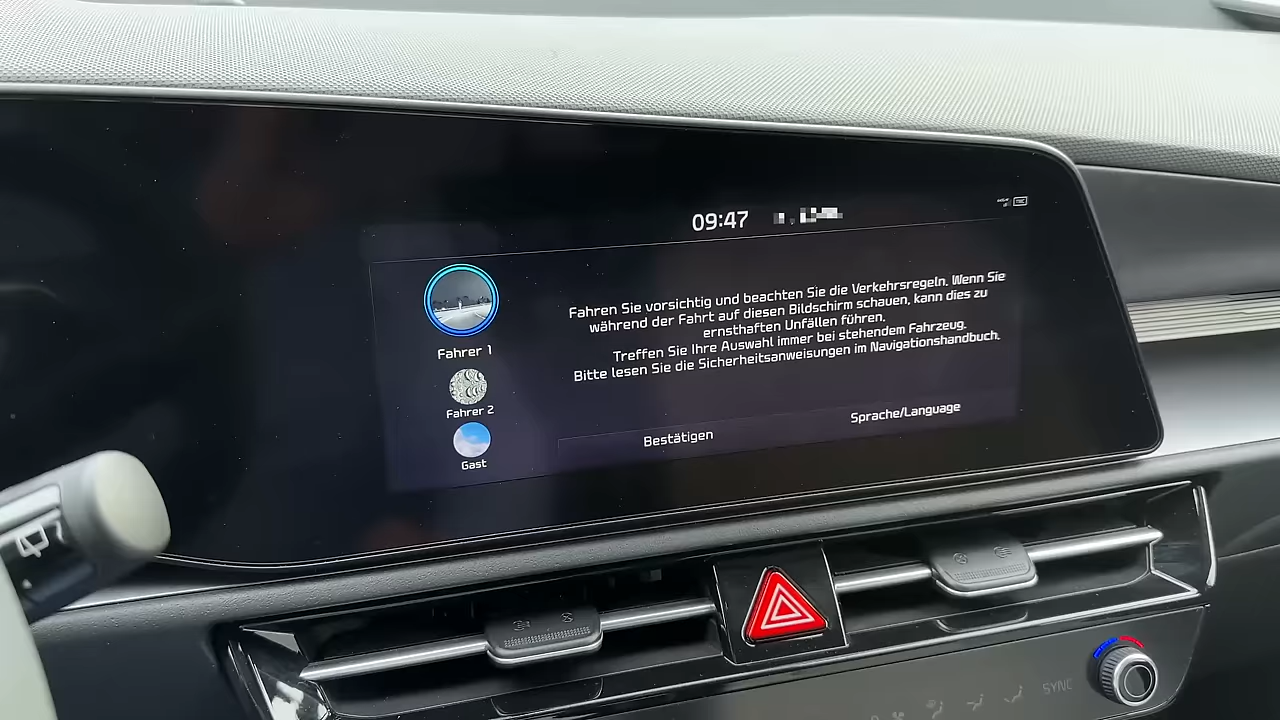 09:47
Fahren Sie vorsichtig und beachten Sie die Verkehrsregeln. Wenn Sie
während der Fahrt auf diesen Bildschirm schauen, kann dies zu
ernsthaften Unfällen führen.
Treffen Sie Ihre Auswahl immer bei stehendem Fahrzeug.
Bitte lesen Sie die Sicherheitsanweisungen im Navigationshandbuch.
Fahrer 1
Fahrer 2
Gast
Bestätigen
Sprache/Language
SYNC